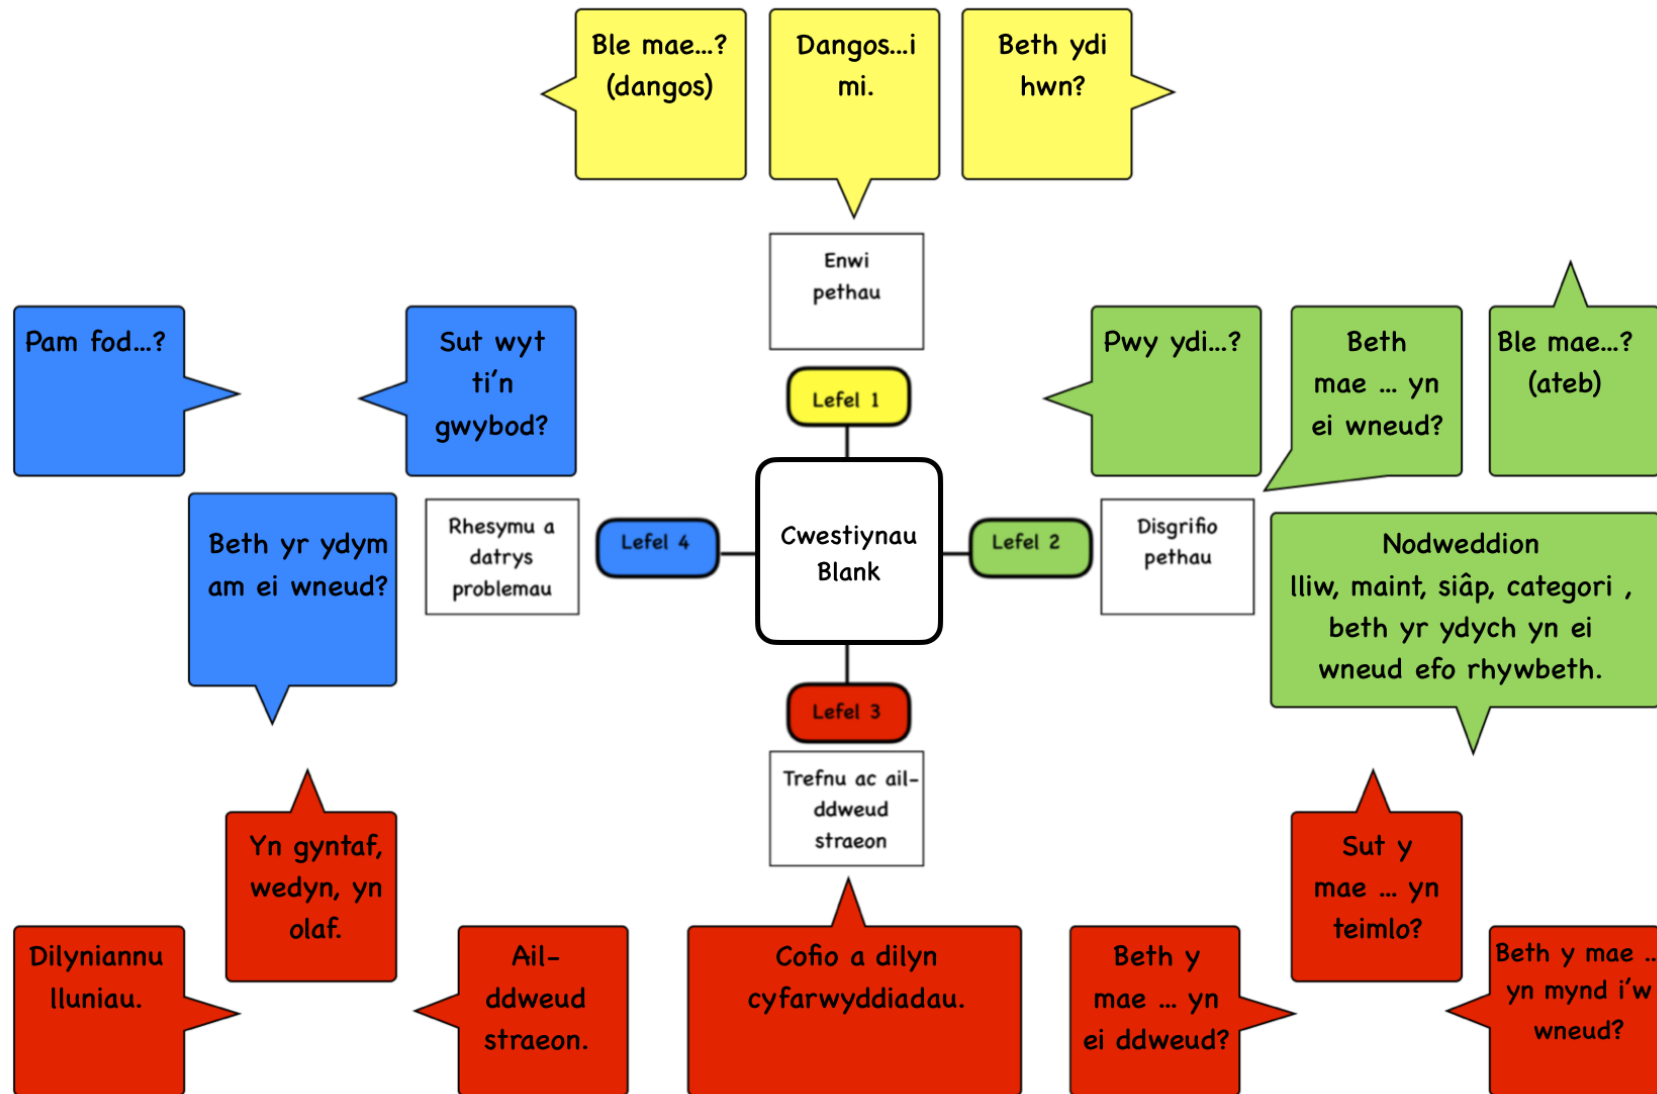 Ble mae...?
(dangos)
Dangos...i
mi.
Beth ydi
hwn?
Enwi
pethau
Lefel 1
Pam fod...?
Sut wyt
ti'n
gwybod?
Beth yr ydym
am ei wneud?
Rhesymu a
datrys
problemau
Lefel 4
Cwestiynau
Blank
Lefel 2
Disgrifio
pethau
Pwy ydi...?
Beth
mae ... yn
ei wneud?
Ble mae...?
(ateb)
Nodweddion
lliw, maint, siâp, categori ,
beth yr ydych yn ei
wneud efo rhywbeth.
Lefel 3
Trefnu ac ail-
ddweud
straeon
Yn gyntaf,
wedyn, yn
olaf.
Dilyniannu
lluniau.
Ail-
ddweud
straeon.
Cofio a dilyn
cyfarwyddiadau.
Beth y
mae ... yn
ei ddweud?
Sut y
mae ... yn
teimlo?
Beth y mae ..
yn mynd i'w
wneud?